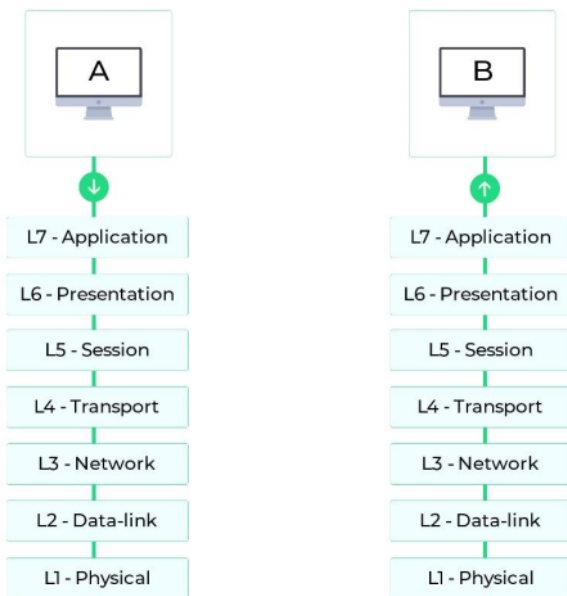 A
L7 - Application
L6 - Presentation
L5 - Session
L4 - Transport
L3 - Network
L2 - Data-link
L1 - Physical
B
L7 - Application
L6 - Presentation
L5 - Session
L4 - Transport
L3 - Network
L2 - Data-link
L1 - Physical